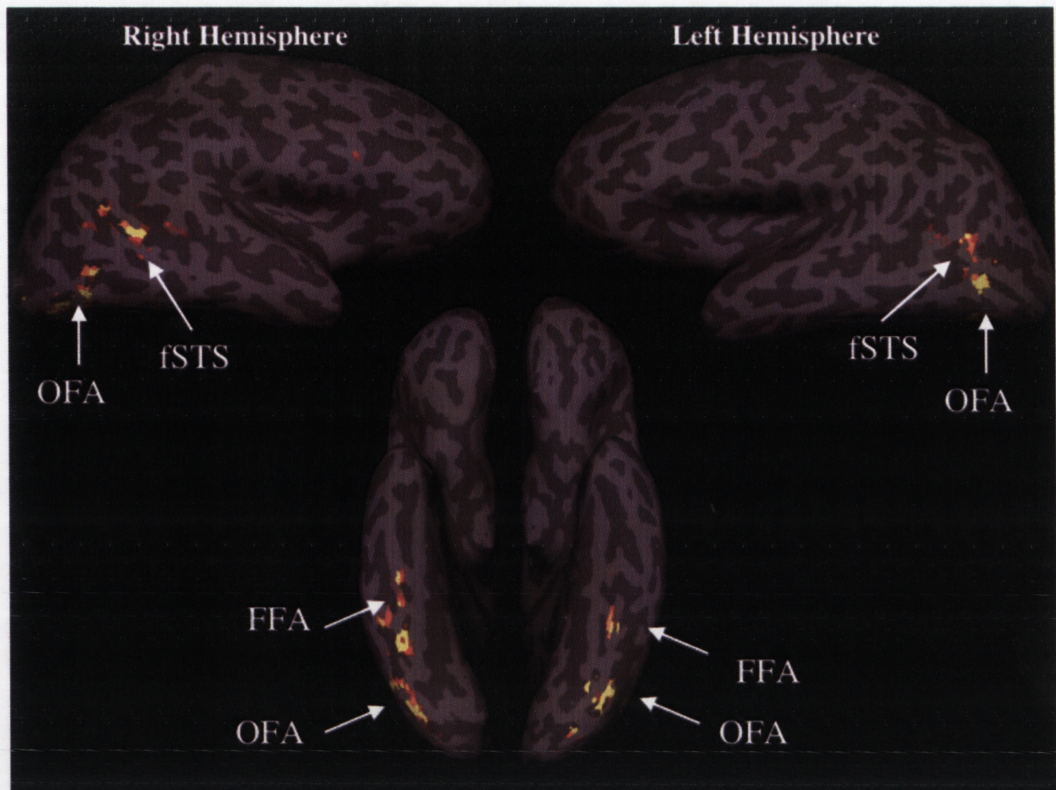 Right Hemisphere
Left Hemisphere
fSTS
OFA
fSTS
OFA
FFA
OFA
FFA
OFA